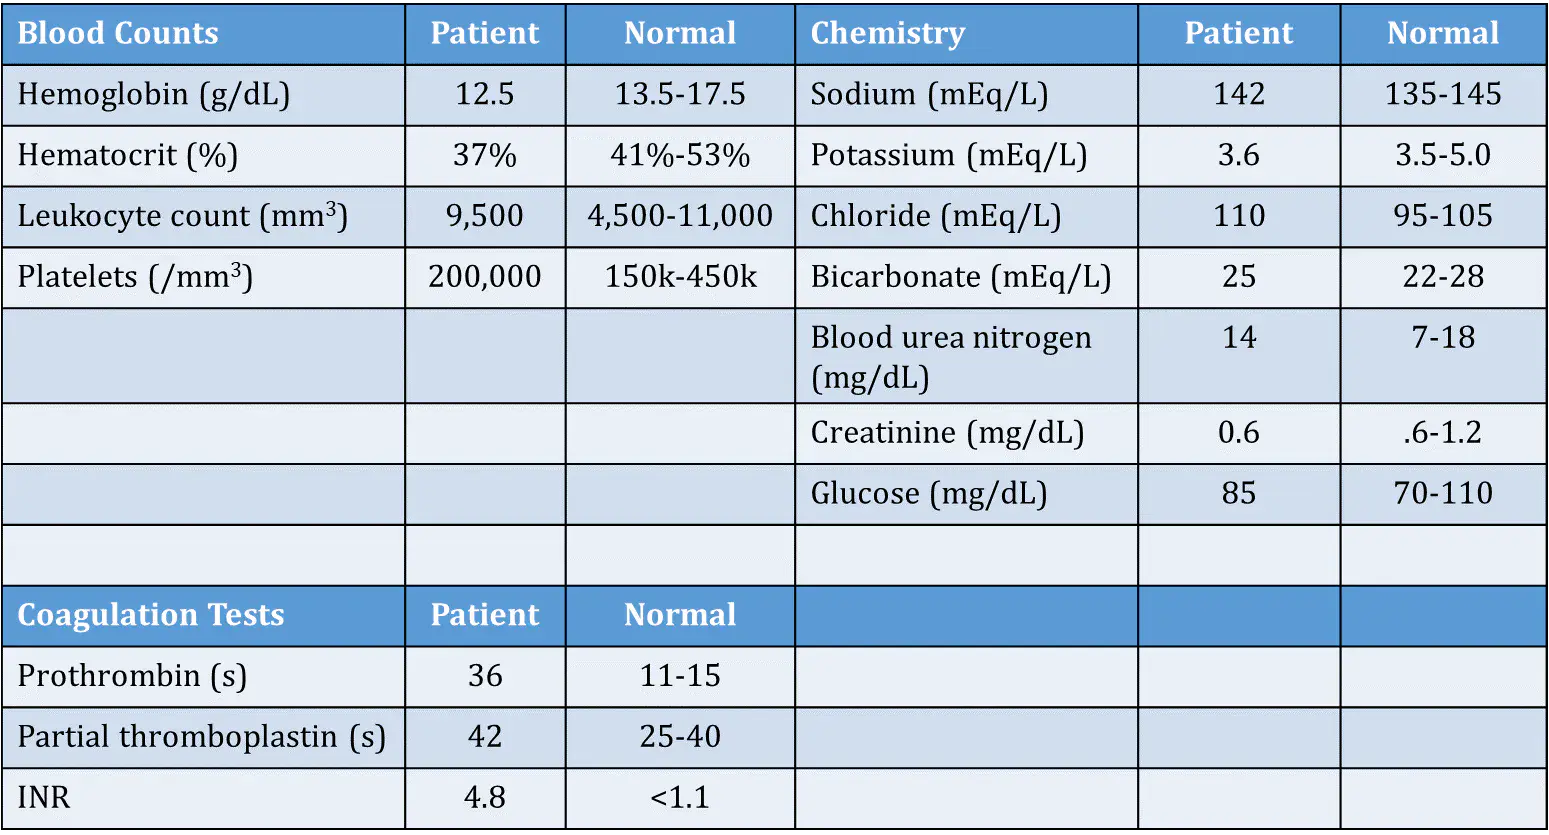 Blood Counts Patient Normal Chemistry Patient Normal
Hemoglobin (g/dL) 12.5 13.5-17.5 Sodium (mEq/L) 142 135-145
Hematocrit (%) 37% 41%-53% Potassium (mEq/L) 3.6 3.5-5.0
Leukocyte count (mm³) 9,500 4,500-11,000 Chloride (mEq/L) 110 95-105
Platelets (/mm³) 200,000 150k-450k Bicarbonate (mEq/L) 25 22-28
Blood urea nitrogen 14 7-18
(mg/dL)
Creatinine (mg/dL) 0.6 .6-1.2
Glucose (mg/dL) 85 70-110
Coagulation Tests Patient Normal
Prothrombin (s) 36 11-15
Partial thromboplastin (s) 42 25-40
INR 4.8 <1.1